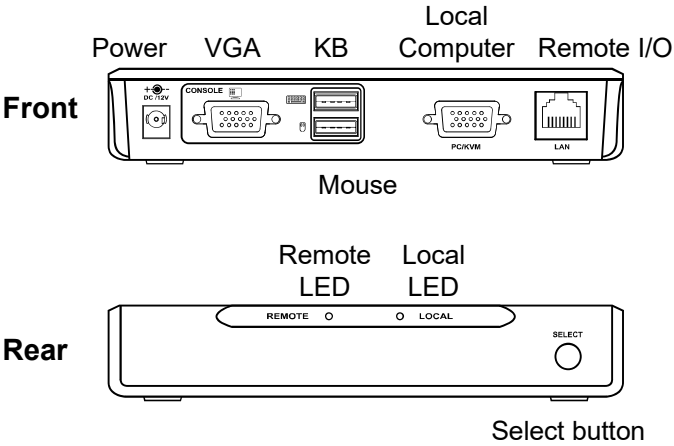 Local
Power VGA KB Computer Remote I/O
Front
+ -
DC /12V
CONSOLE
PC/KVM
LAN
Mouse
Remote Local
LED LED
Rear
REMOTE LOCAL
SELECT
Select button